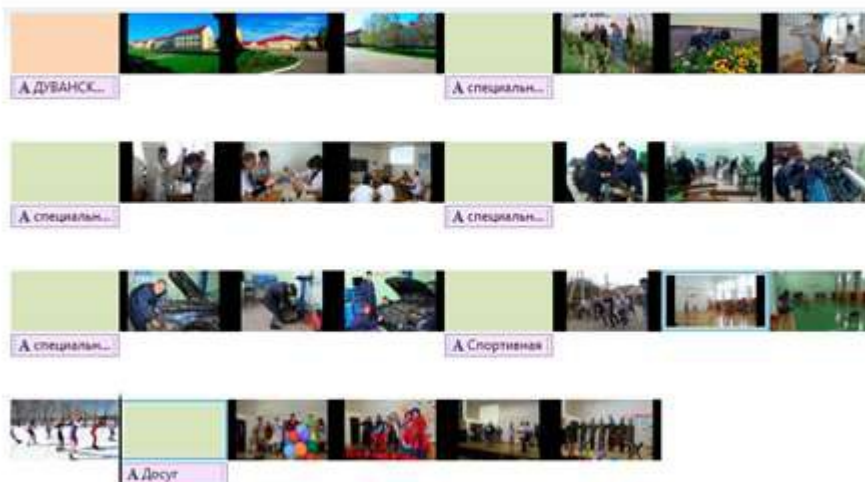 А ДУВАНСК...
А специальн...
А специальн...
А специальн...
А специальн...
А Спортивная
А Досуг